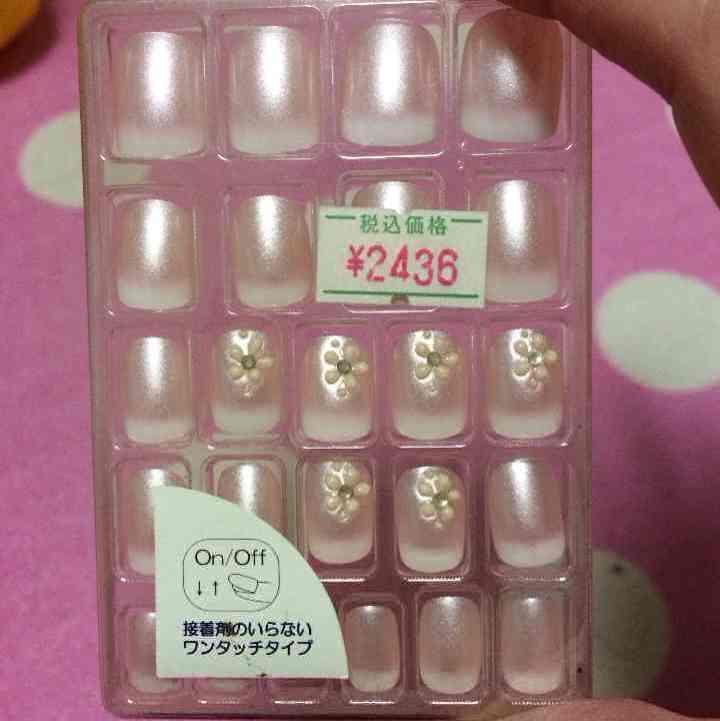 税込価格
¥2436
On/Off
↓↑
接着剤のいらない
ワンタッチタイプ